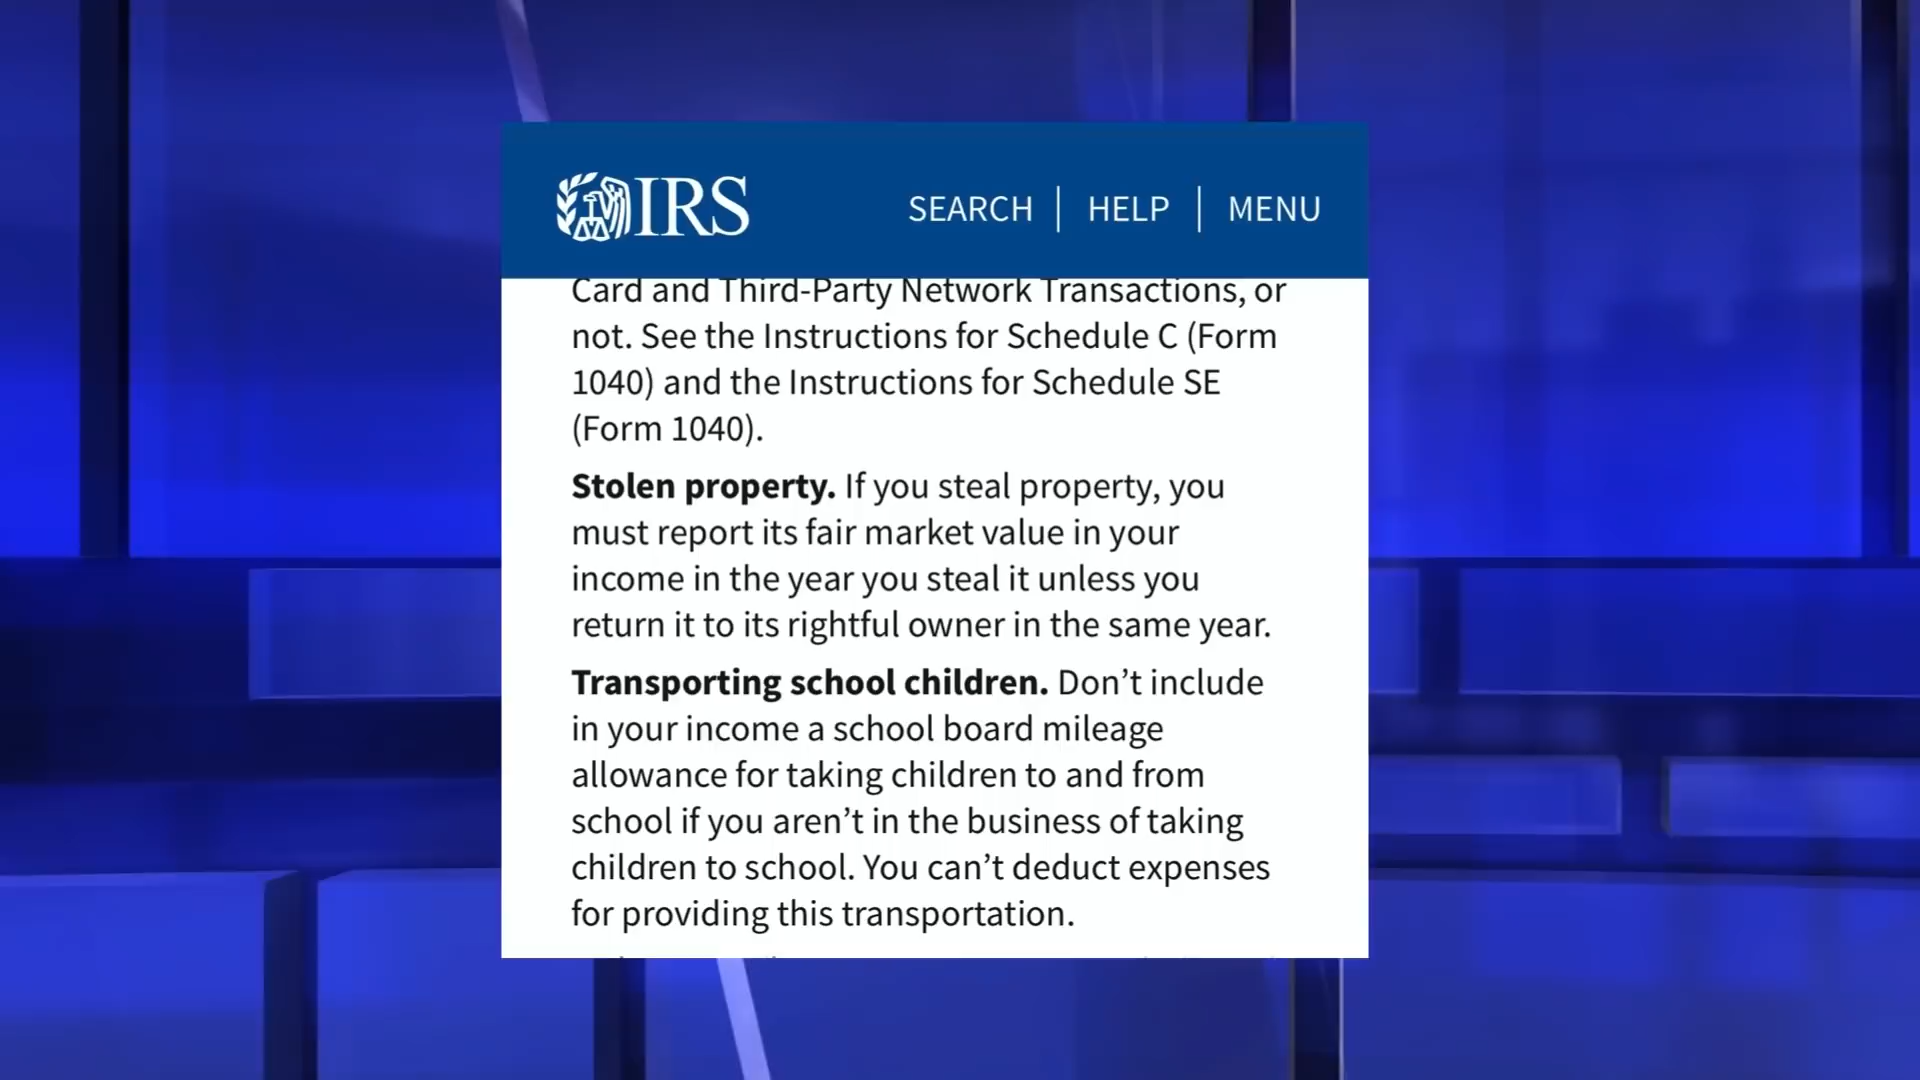 IRS
SEARCH | HELP | MENU
Card and Third-Party Network Transactions, or
not. See the Instructions for Schedule C (Form
1040) and the Instructions for Schedule SE
(Form 1040).
Stolen property. If you steal property, you
must report its fair market value in your
income in the year you steal it unless you
return it to its rightful owner in the same year.
Transporting school children. Don’t include
in your income a school board mileage
allowance for taking children to and from
school if you aren’t in the business of taking
children to school. You can’t deduct expenses
for providing this transportation.